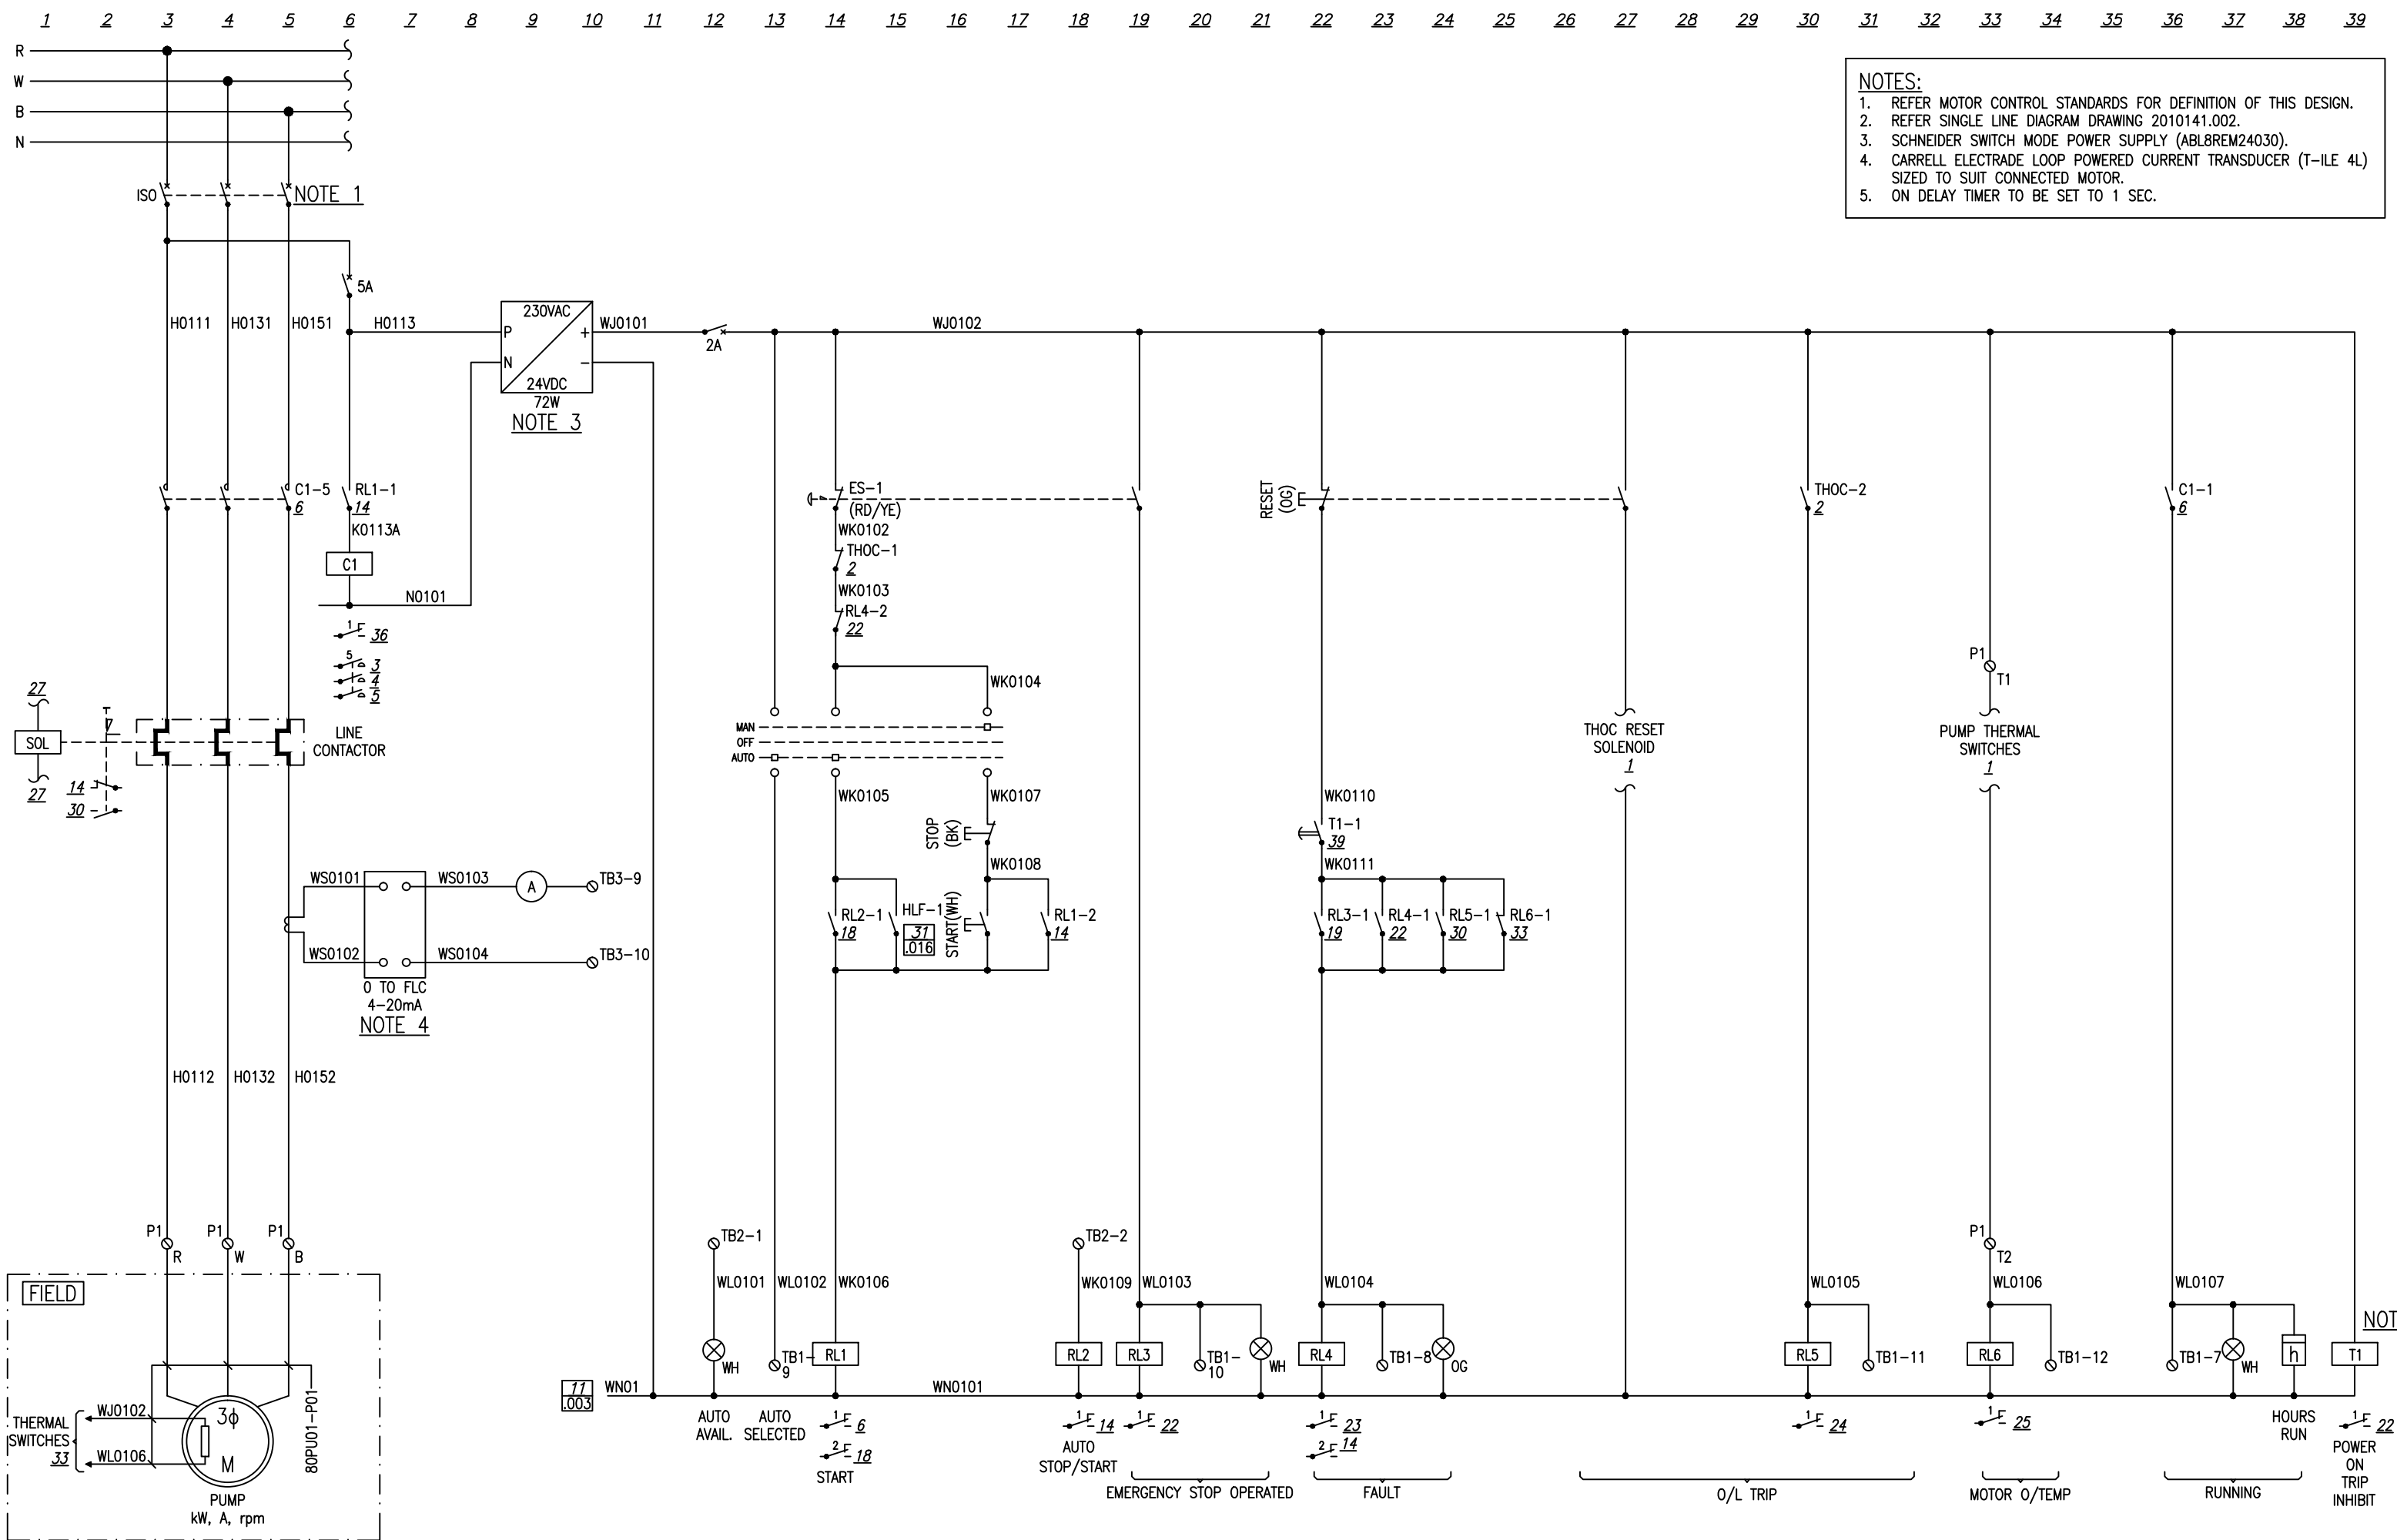 1 2 3 4 5 6 7 8 9 10 11 12 13 14 15 16 17 18 19 20 21 22 23 24 25 26 27 28 29 30 31 32 33 34 35 36 37 38 39
R
W
B
N
NOTES:
1. REFER MOTOR CONTROL STANDARDS FOR DEFINITION OF THIS DESIGN.
2. REFER SINGLE LINE DIAGRAM DRAWING 2010141.002.
3. SCHNEIDER SWITCH MODE POWER SUPPLY (ABL8REM24030).
4. CARRELL ELECTRADE LOOP POWERED CURRENT TRANSDUCER (T-ILE 4L)
SIZED TO SUIT CONNECTED MOTOR.
5. ON DELAY TIMER TO BE SET TO 1 SEC.
ISO
NOTE 1
5A
H0111
H0131
H0151
H0113
230VAC
P
N
+
-
24VDC
72W
NOTE 3
WJ0101
2A
WJ0102
C1-5
6
RL1-1
14
K0113A
C1
N0101
1
36
5
3
4
5
ES-1
(RD/YE)
WK0102
THOC-1
2
WK0103
RL4-2
22
WK0104
RESET
(OG)
THOC-2
2
C1-1
6
P1
T1
27
SOL
27
14
30
LINE
CONTACTOR
MAN
OFF
AUTO
THOC RESET
SOLENOID
1
PUMP THERMAL
SWITCHES
1
WK0105
WK0107
STOP
(BK)
WK0108
WK0110
T1-1
39
WK0111
WS0101
WS0103
A
TB3-9
WS0102
WS0104
TB3-10
0 TO FLC
4-20mA
NOTE 4
RL2-1
18
HLF-1
31
.016
START(WH)
RL1-2
14
RL3-1
19
RL4-1
22
RL5-1
30
RL6-1
33
H0112
H0132
H0152
P1
R
P1
W
P1
B
TB2-1
TB2-2
P1
T2
FIELD
WL0101
WL0102
WK0106
WK0109
WL0103
WL0104
WL0105
WL0106
WL0107
NOT
WH
TB1-
9
RL1
RL2
RL3
TB1-
10
WH
RL4
TB1-8
OG
RL5
TB1-11
RL6
TB1-12
TB1-7
WH
h
T1
11
.003
WN01
WN0101
THERMAL
SWITCHES
33
WJ0102
WL0106
3ϕ
M
80PU01-P01
PUMP
kW, A, rpm
AUTO
AVAIL.
AUTO
SELECTED
1
6
2
18
START
1
14
AUTO
STOP/START
1
22
EMERGENCY STOP OPERATED
1
23
2
14
FAULT
O/L TRIP
1
24
1
25
MOTOR O/TEMP
RUNNING
HOURS
RUN
1
22
POWER
ON
TRIP
INHIBIT